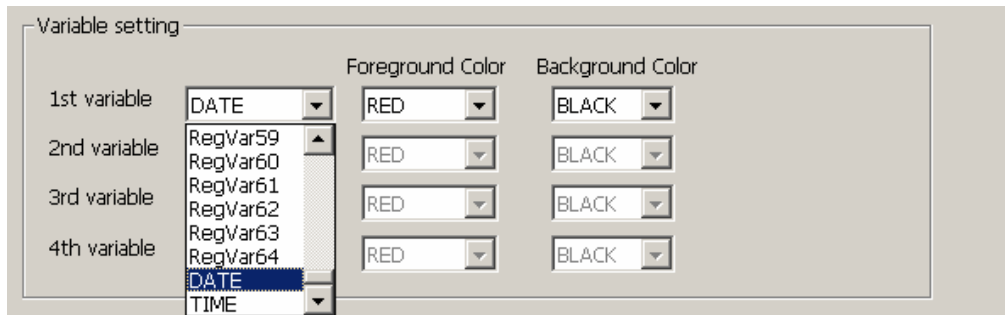 Variable setting
Foreground Color Background Color
1st variable DATE RED BLACK
RegVar59
2nd variable RED BLACK
RegVar60
RegVar61
3rd variable RED BLACK
RegVar62
RegVar63
4th variable RED BLACK
RegVar64
DATE
TIME